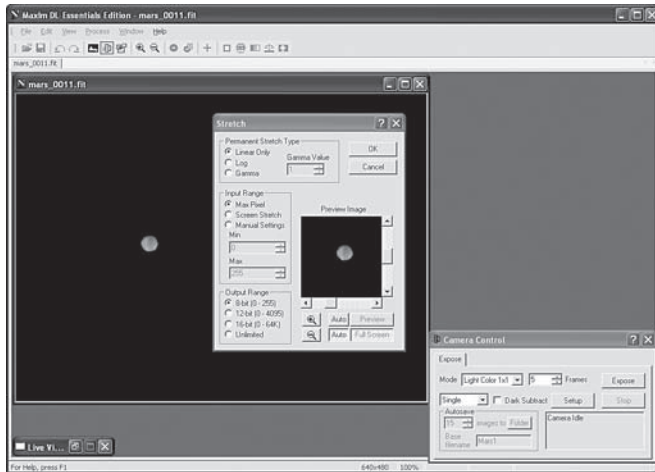 MaxIm DL Essentials Edition - mars_0011.fit
File Edit View Process Window Help
mars_0011.fit
mars_0011.fit
Stretch
Permanent Stretch Type
Linear Only
Log
Gamma
Gamma Value
1
OK
Cancel
Input Range
Max Pixel
Screen Stretch
Manual Settings
Min
0
Max
255
Preview Image
Output Range
8-bit (0 - 255)
12-bit (0 - 4095)
16-bit (0 - 64K)
Unlimited
Auto Preview
Auto Full Screen
Camera Control
Expose
Mode Light Color 1x1 5 Frames Expose
Single Dark Subtract Setup Stop
Autosave
15 images to Folder
Base filename Mars1
Camera Idle
Live Vi...
For Help, press F1
640x480 100%